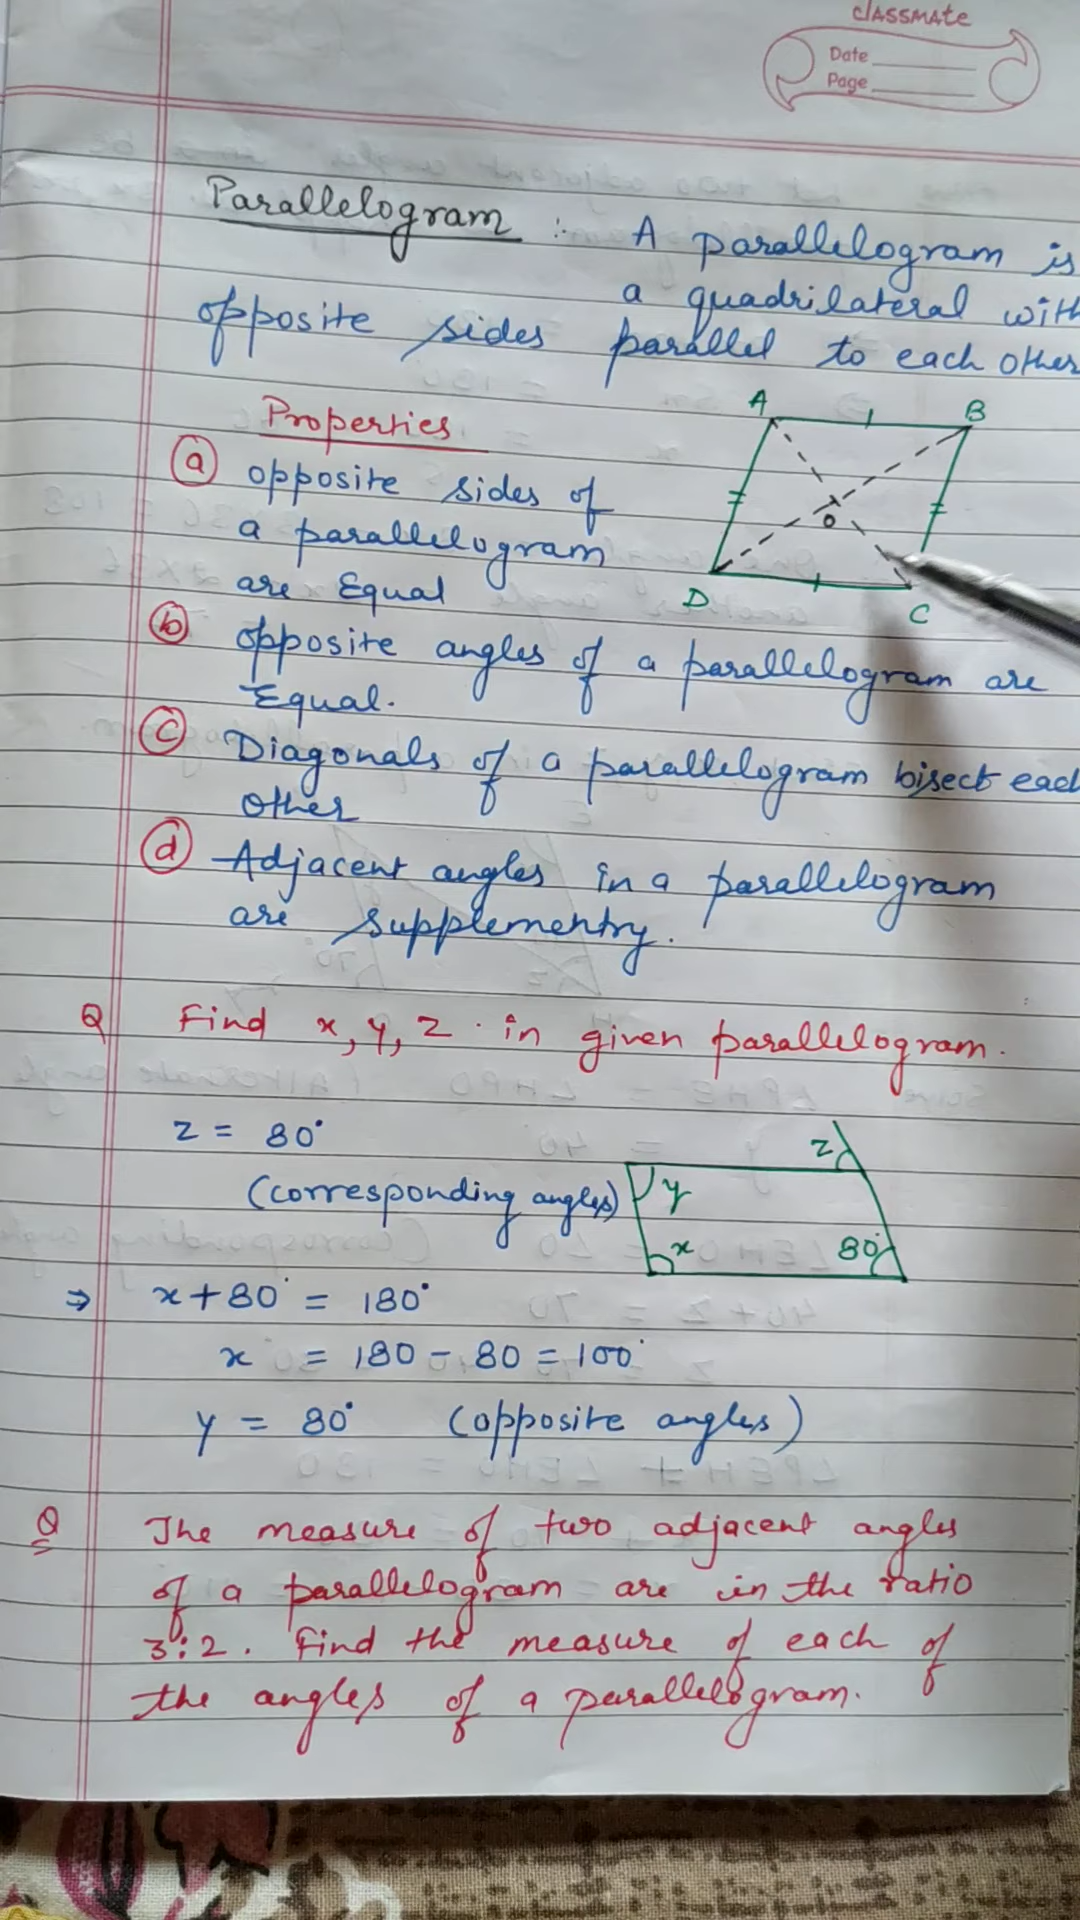 classmate
Date
Page
Parallelogram :- A parallelogram is
a quadrilateral with
opposite sides parallel to each other
Properties
A B
(a) opposite sides of
a parallelogram
are Equal
O
D C
(b) opposite angles of a parallelogram are
Equal.
(c) Diagonals of a parallelogram bisect each
other
(d) Adjacent angles in a parallelogram
are supplementry.
Q Find x, y, z in given parallelogram.
z = 80°
(corresponding angles)
z
y
x 80°
⇒ x + 80° = 180°
x = 180 - 80 = 100°
y = 80° (opposite angles)
Q The measure of two adjacent angles
of a parallelogram are in the ratio
3:2. Find the measure of each of
the angles of a parallelogram.